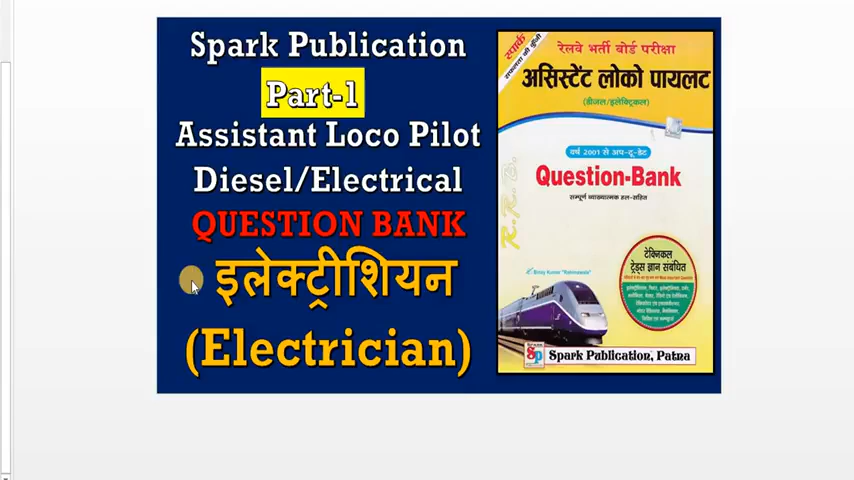 Spark Publication
Part-1
Assistant Loco Pilot
Diesel/Electrical
QUESTION BANK
इलेक्ट्रीशियन
(Electrician)
स्पार्क
सफलता की कुँजी
रेलवे भर्ती बोर्ड परीक्षा
असिस्टेंट लोको पायलट
(डीजल/इलेक्ट्रिकल)
वर्ष 2001 से अप-टू-डेट
Question-Bank
सम्पूर्ण व्याख्यात्मक हल-सहित
टेक्निकल
ट्रेड्स ज्ञान संबंधित
Spark Publication, Patna